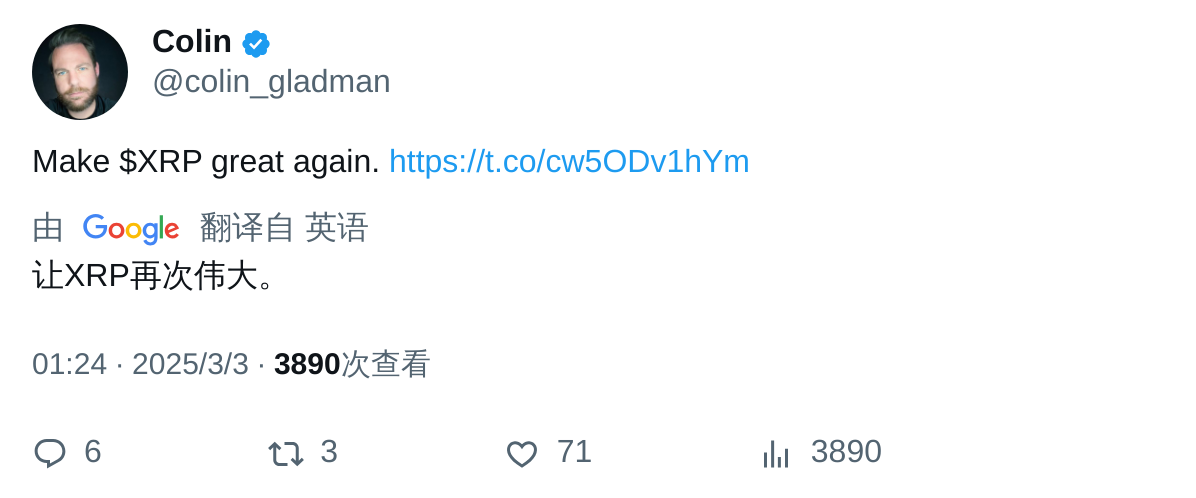 Colin
@colin_gladman
Make $XRP great again. https://t.co/cw5ODv1hYm
由 Google 翻译自 英语
让XRP再次伟大。
01:24 · 2025/3/3 · 3890次查看
6 3 71 3890